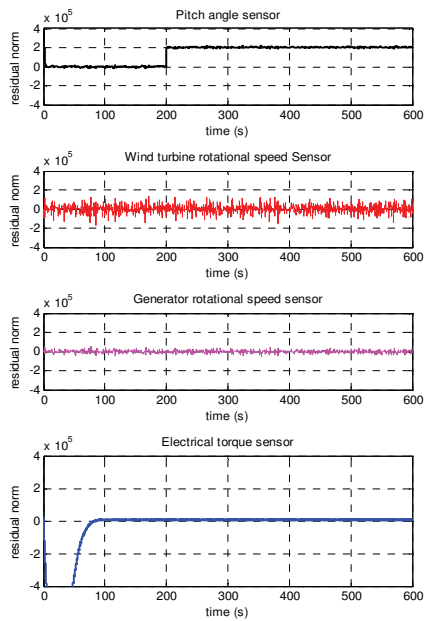 Pitch angle sensor
x 10^5
4
2
0
-2
-4
residual norm
0 100 200 300 400 500 600
time (s)
Wind turbine rotational speed Sensor
x 10^5
4
2
0
-2
-4
residual norm
0 100 200 300 400 500 600
time (s)
Generator rotational speed sensor
x 10^5
4
2
0
-2
-4
residual norm
0 100 200 300 400 500 600
time (s)
Electrical torque sensor
x 10^5
4
2
0
-2
-4
residual norm
0 100 200 300 400 500 600
time (s)